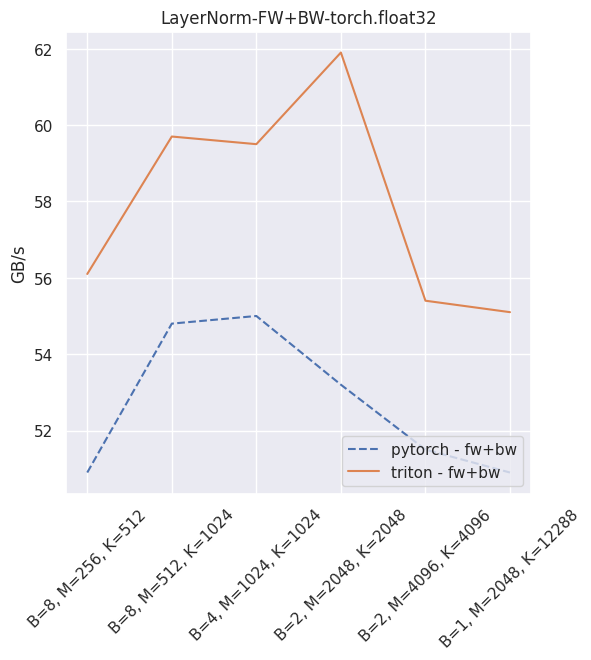 LayerNorm-FW+BW-torch.float32
62
60
58
56
54
52
GB/s
pytorch - fw+bw
triton - fw+bw
B=8, M=256, K=512
B=8, M=512, K=1024
B=4, M=1024, K=1024
B=2, M=2048, K=2048
B=2, M=4096, K=4096
B=1, M=2048, K=12288